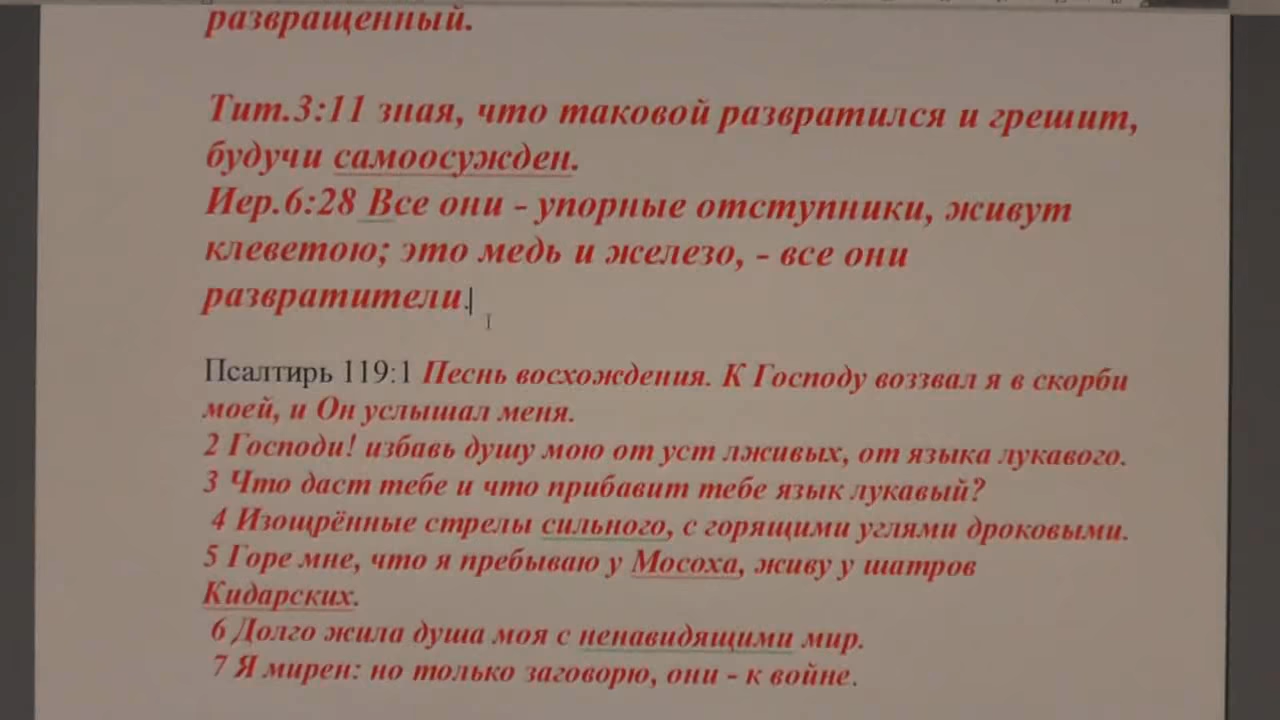 развращенный.
Тит.3:11 зная, что таковой развратился и грешит,
будучи самоосужден.
Иер.6:28 Все они - упорные отступники, живут
клеветою; это медь и железо, - все они
развратители.
Псалтирь 119:1 Песнь восхождения. К Господу воззвал я в скорби
моей, и Он услышал меня.
2 Господи! избавь душу мою от уст лживых, от языка лукавого.
3 Что даст тебе и что прибавит тебе язык лукавый?
4 Изощрённые стрелы сильного, с горящими углями дроковыми.
5 Горе мне, что я пребываю у Мосоха, живу у шатров
Кидарских.
6 Долго жила душа моя с ненавидящими мир.
7 Я мирен: но только заговорю, они - к войне.